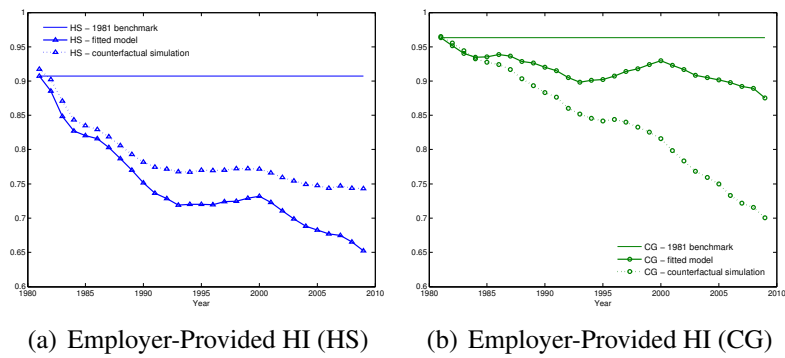 HS − 1981 benchmark
HS − fitted model
HS − counterfactual simulation
1
0.95
0.9
0.85
0.8
0.75
0.7
0.65
0.6
1980 1985 1990 1995 2000 2005 2010
Year
(a) Employer-Provided HI (HS)
1
0.95
0.9
0.85
0.8
0.75
0.7
0.65
0.6
CG − 1981 benchmark
CG − fitted model
CG − counterfactual simulation
1980 1985 1990 1995 2000 2005 2010
Year
(b) Employer-Provided HI (CG)